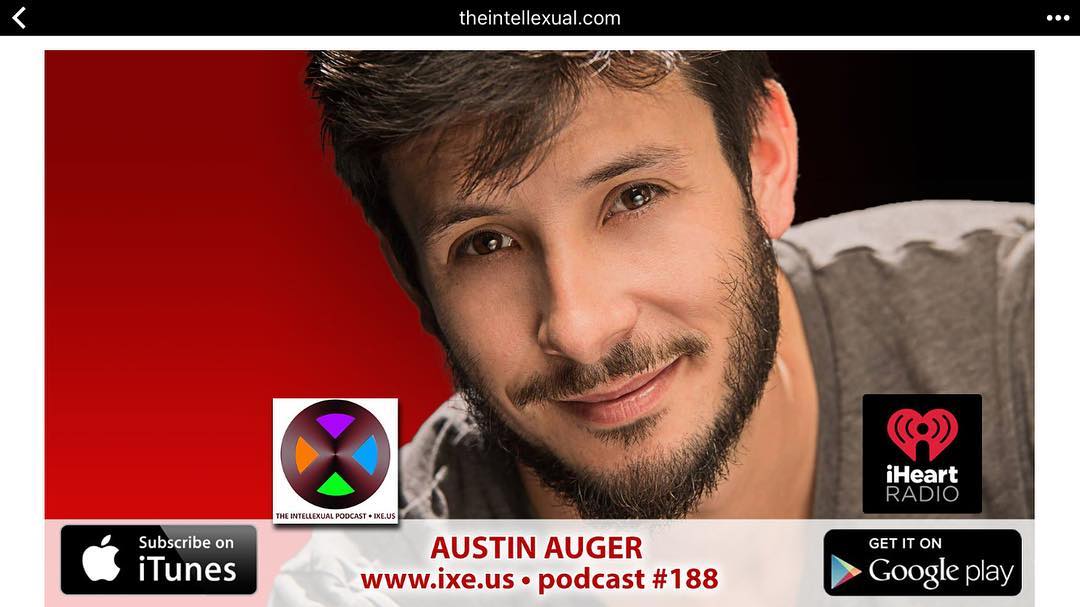 theintellexual.com
THE INTELLEXUAL PODCAST • IXE.US
iHeart
RADIO
Subscribe on
iTunes
AUSTIN AUGER
www.ixe.us • podcast #188
GET IT ON
Google play